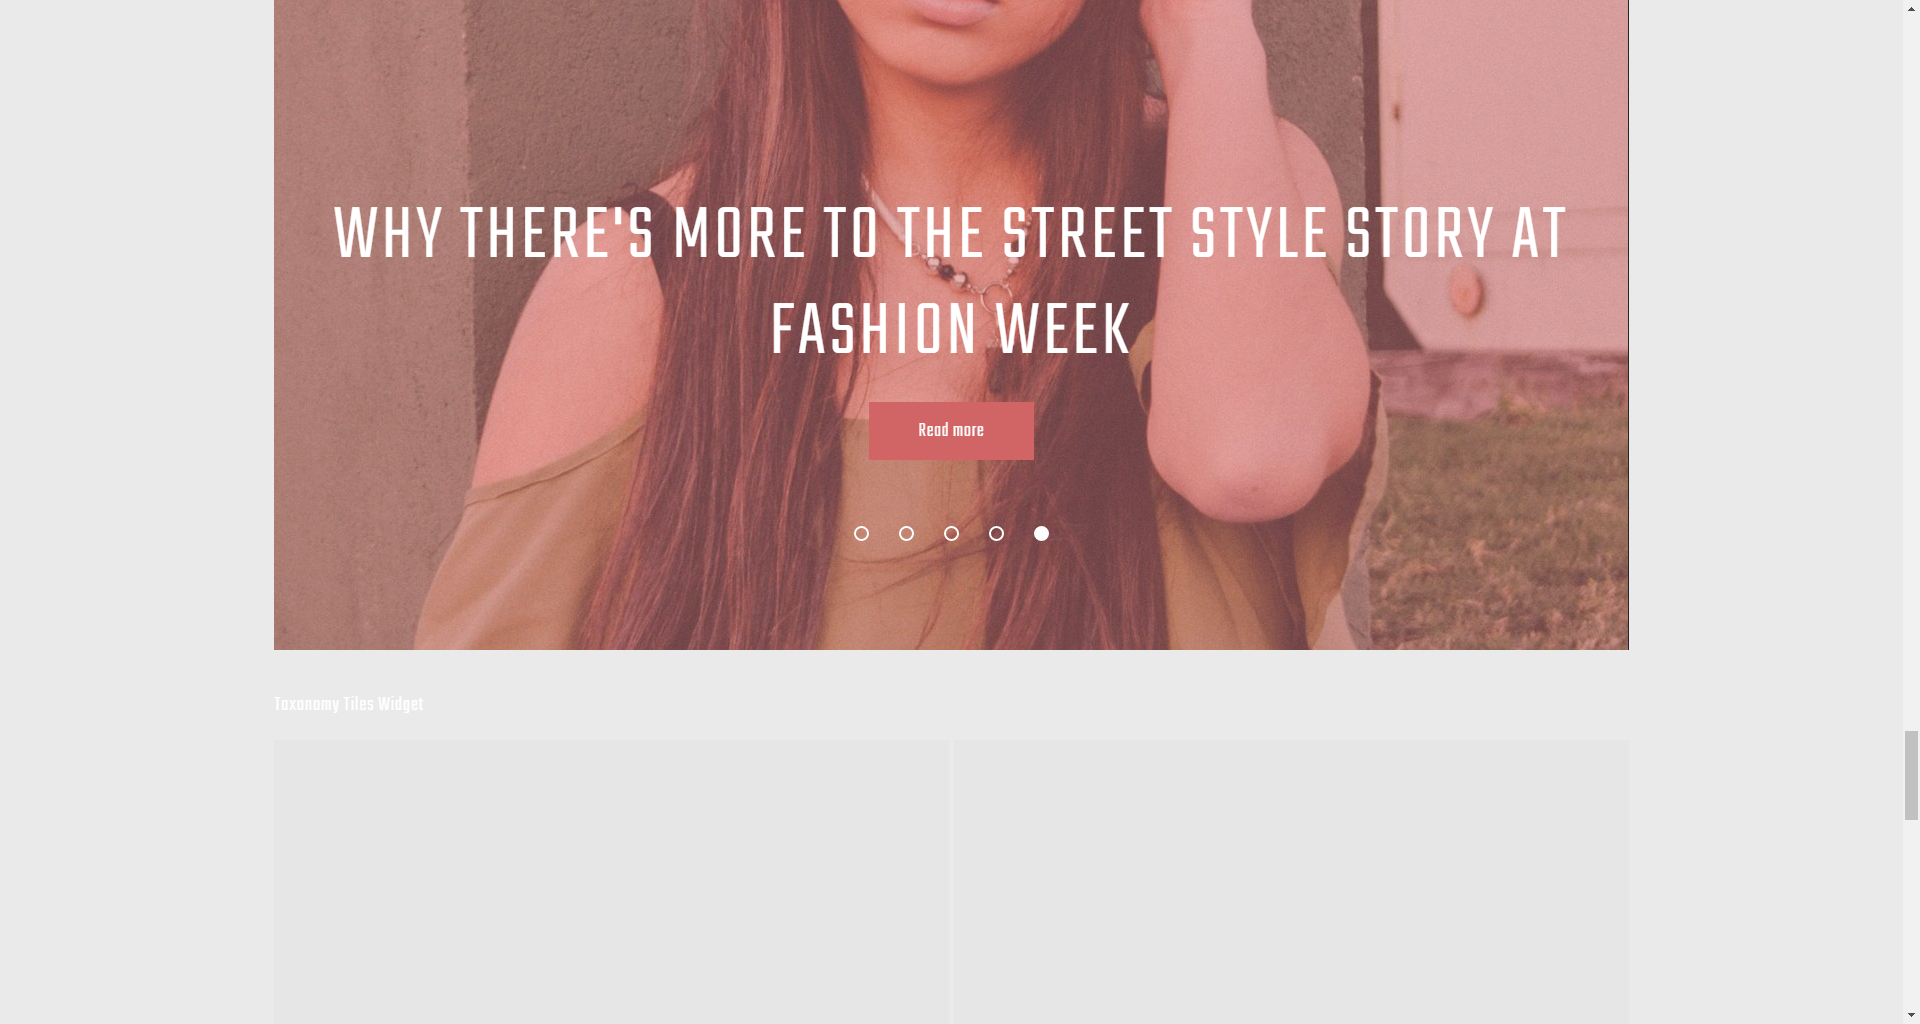 WHY THERE'S MORE TO THE STREET STYLE STORY AT
FASHION WEEK
Read more
Taxonomy Tiles Widget